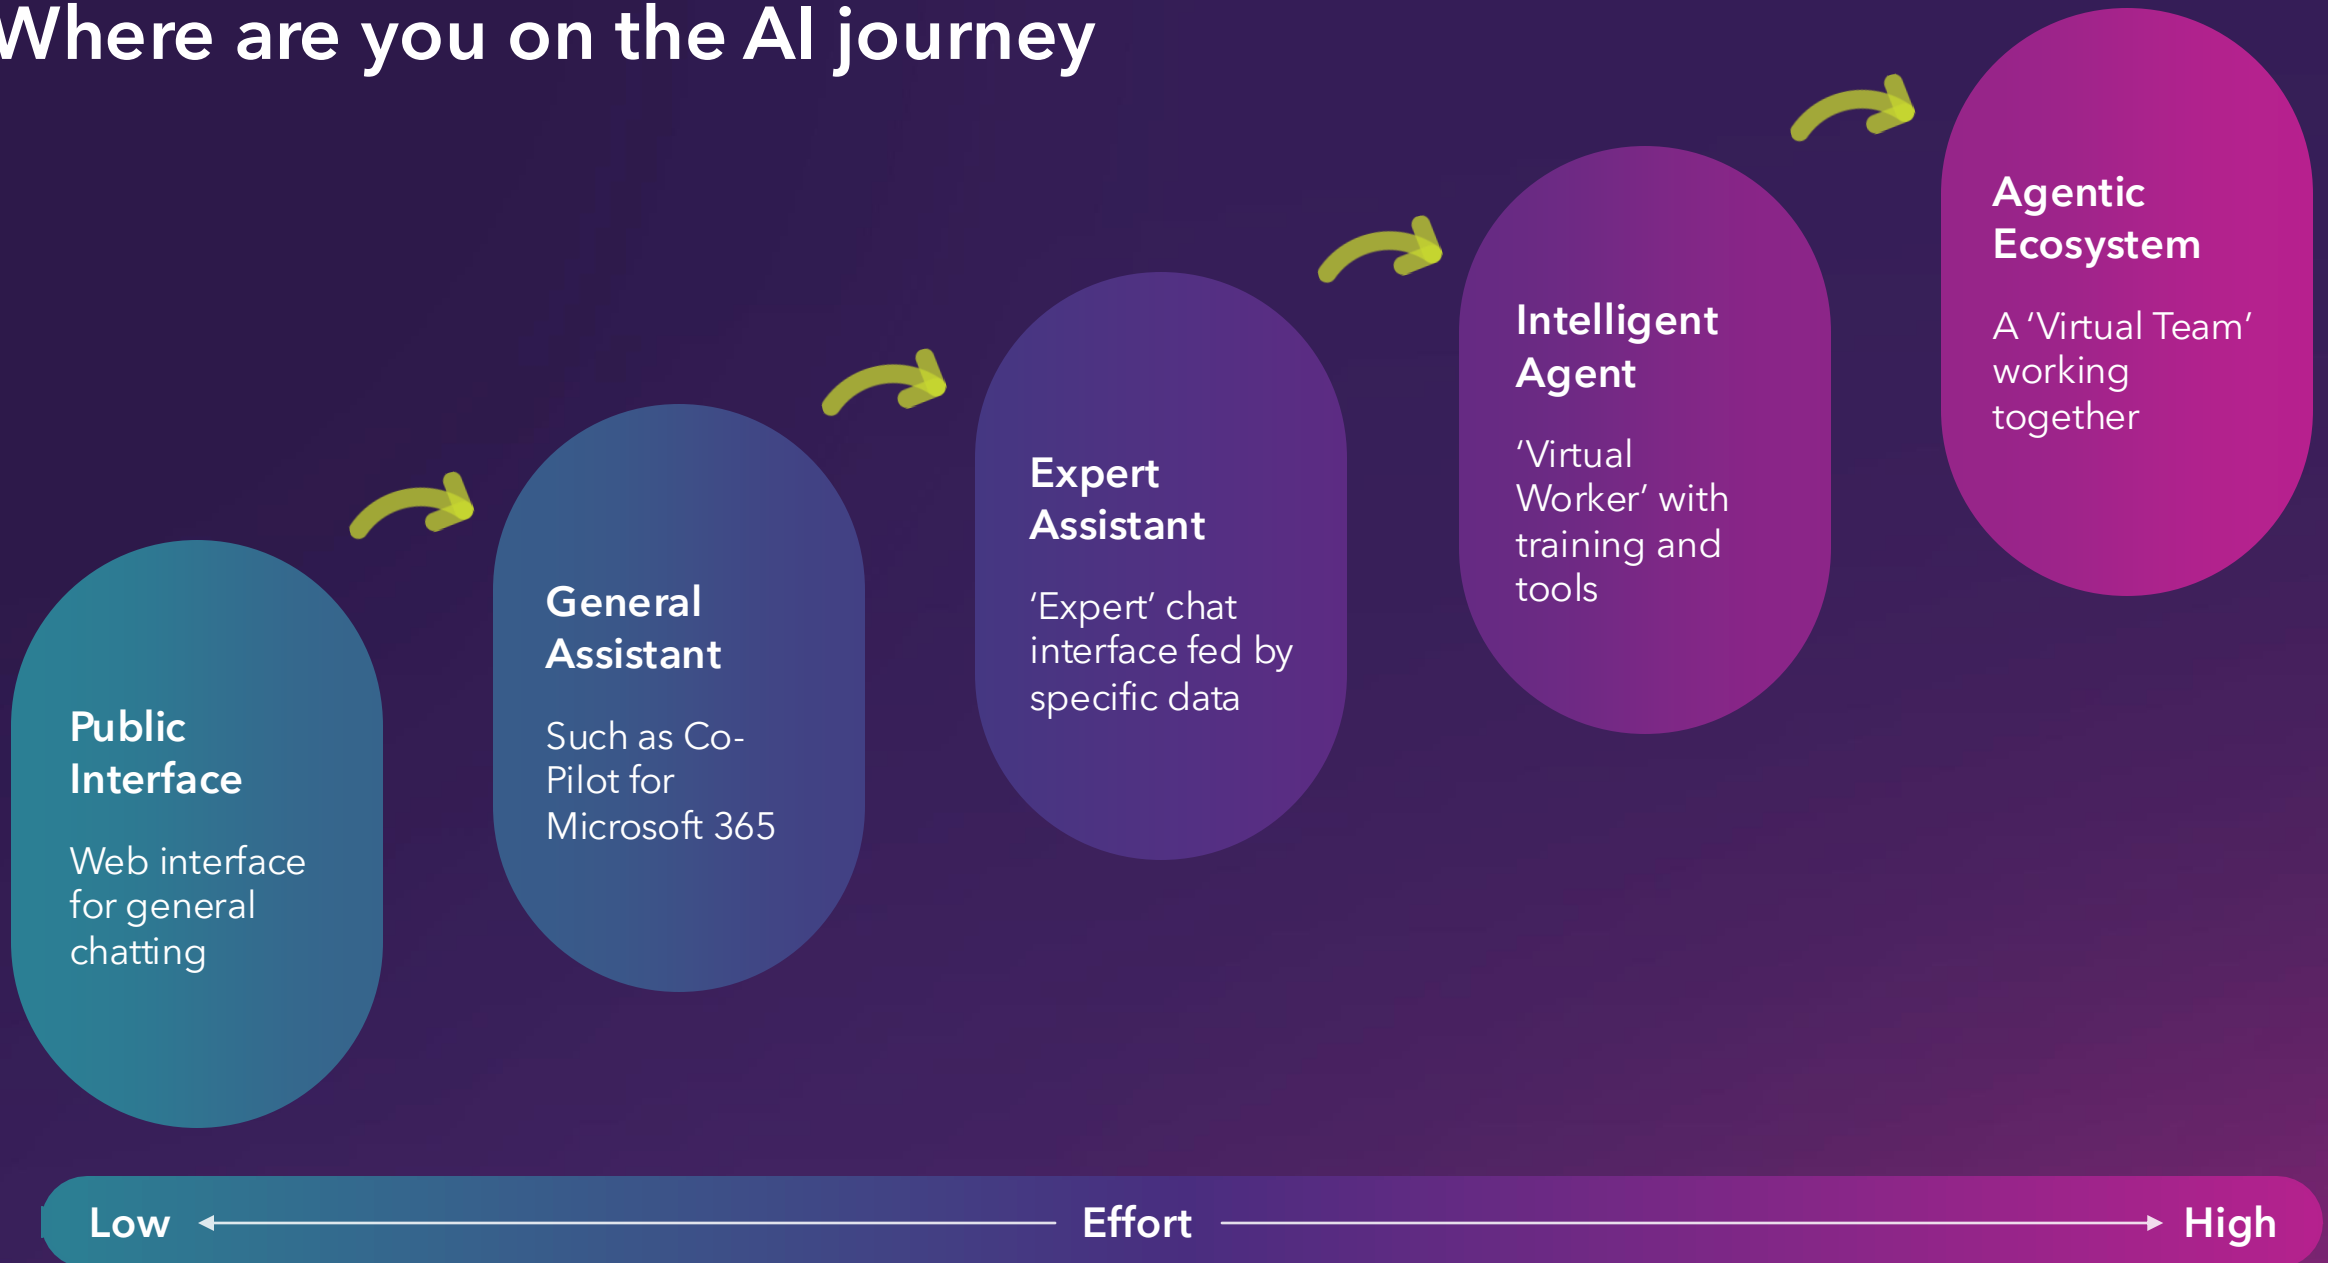 Where are you on the AI journey
Public
Interface
Web interface
for general
chatting
General
Assistant
Such as Co-
Pilot for
Microsoft 365
Expert
Assistant
‘Expert’ chat
interface fed by
specific data
Intelligent
Agent
‘Virtual
Worker’ with
training and
tools
Agentic
Ecosystem
A ‘Virtual Team’
working
together
Low
Effort
High